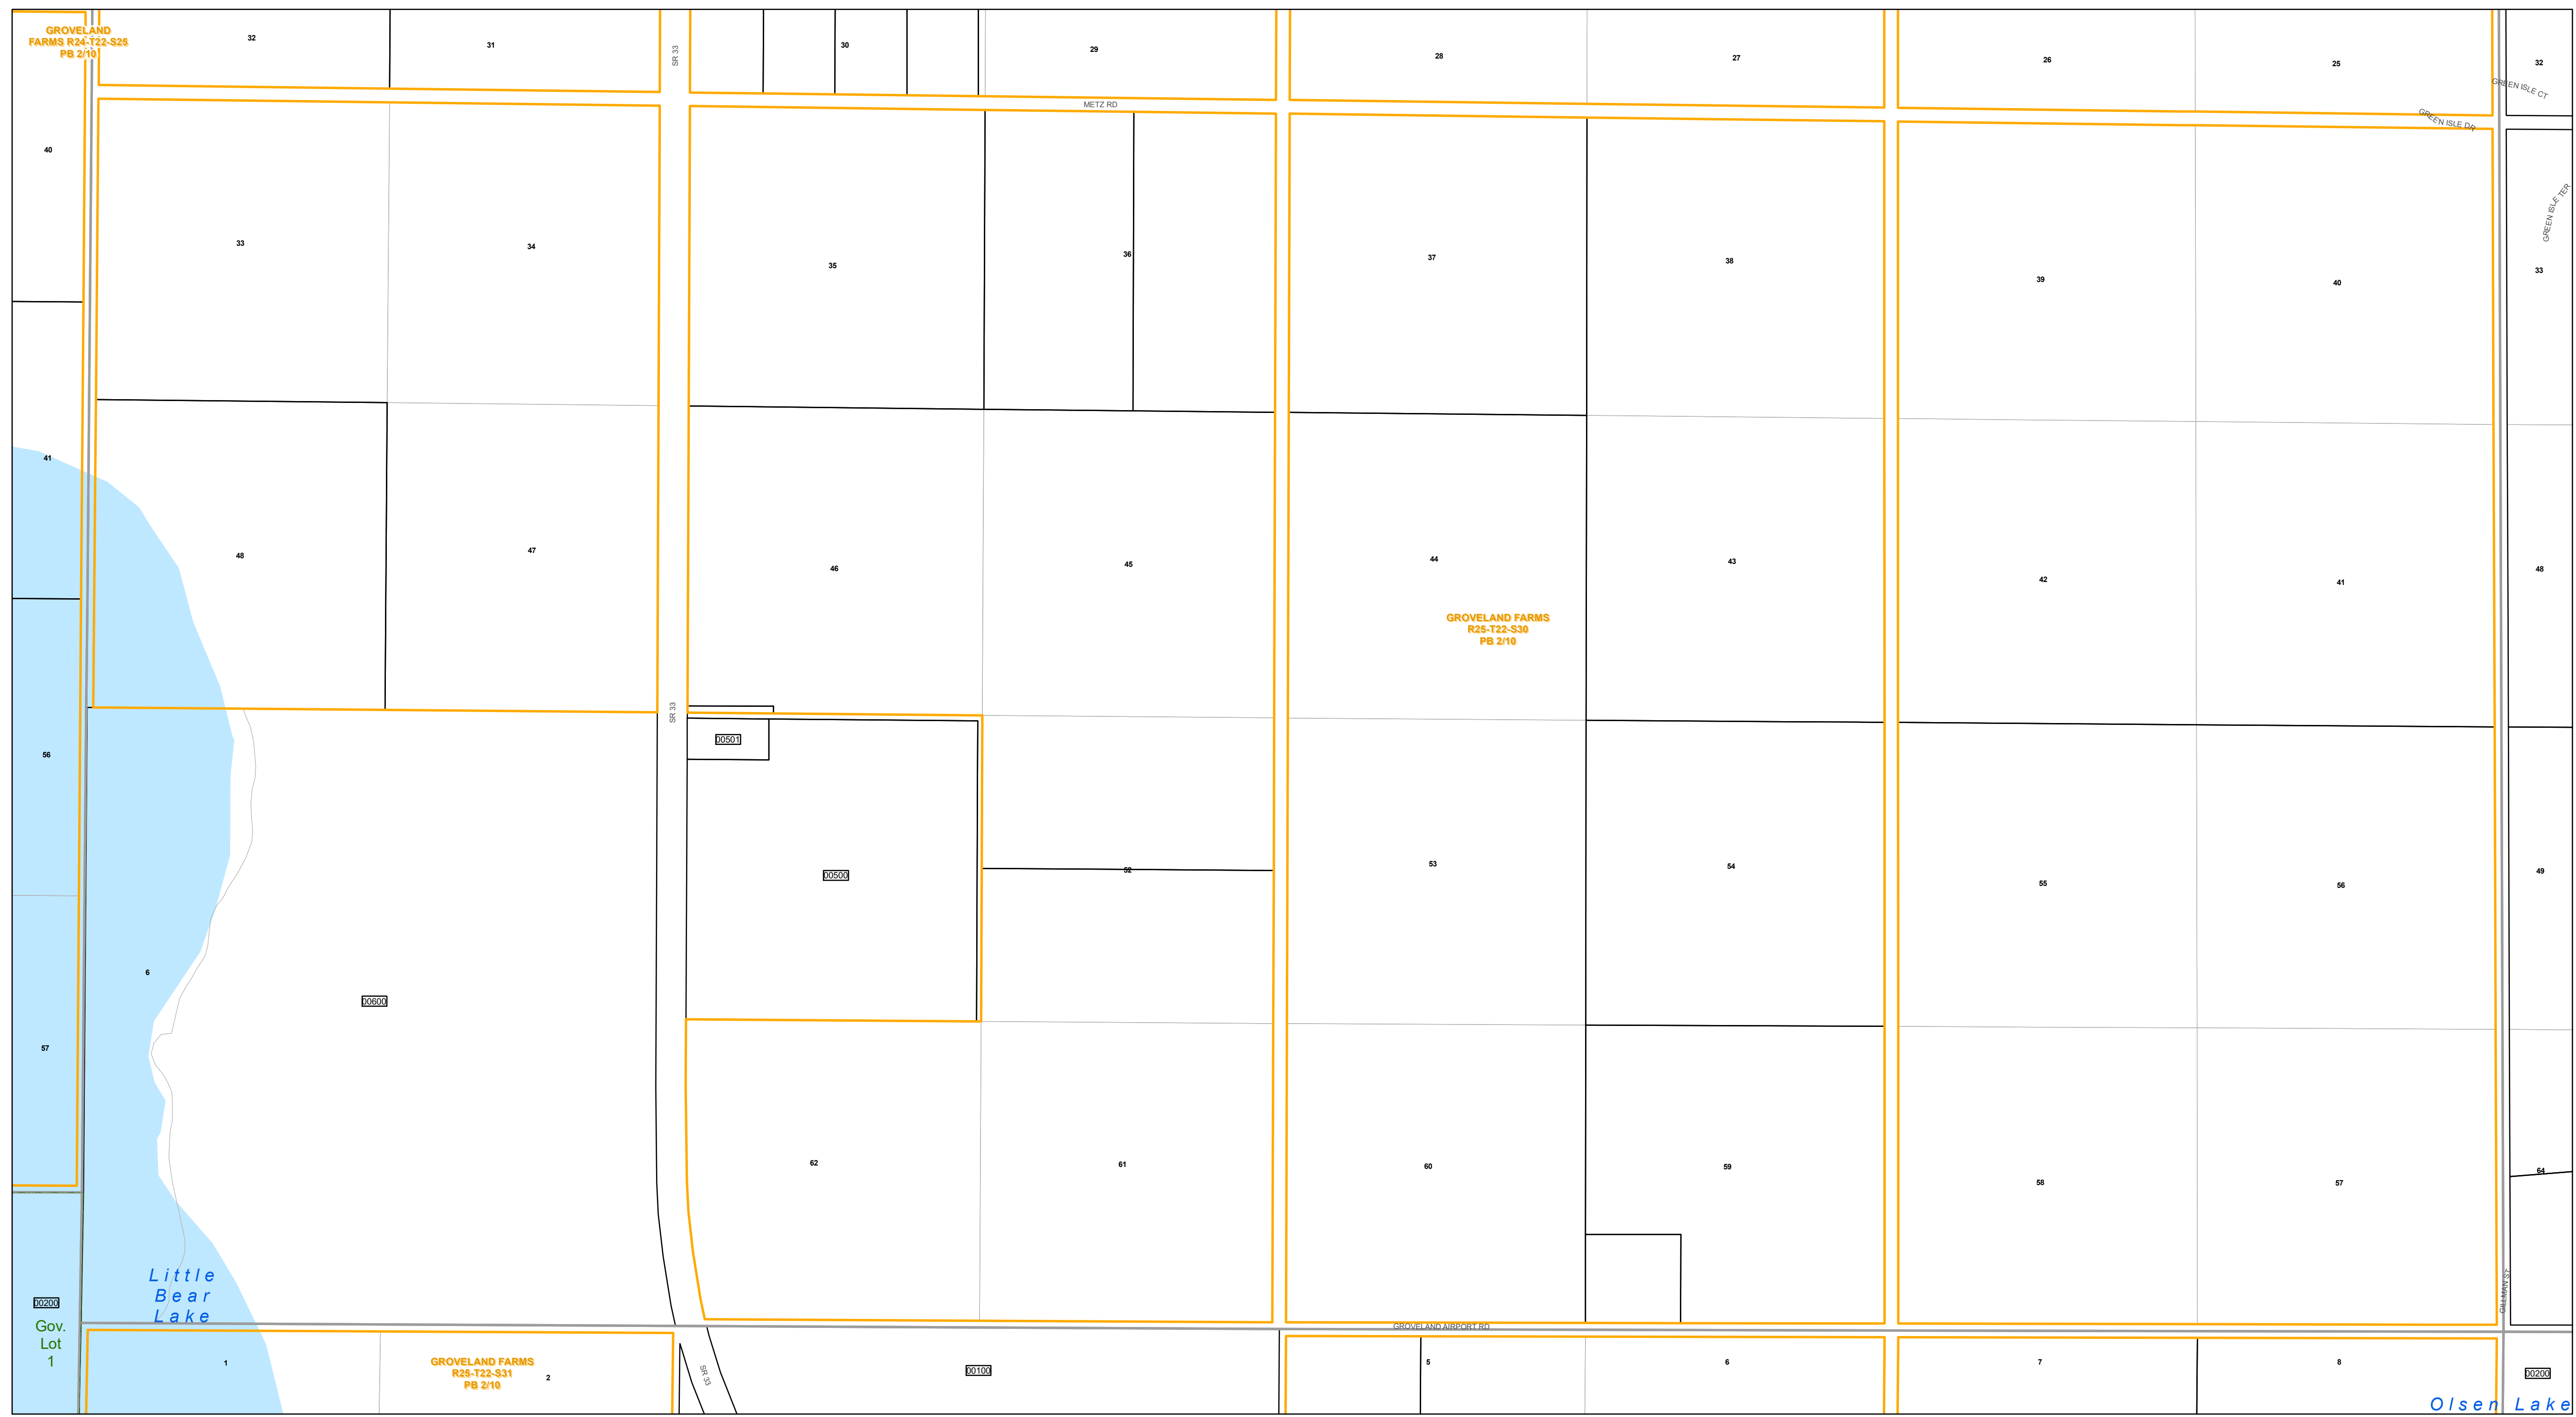 GROVELAND
FARMS R24-T22-S25
PB 2/10
32
31
SR 33
30
29
28
27
26
25
32
GREEN ISLE CT
METZ RD
GREEN ISLE DR
40
GREEN ISLE TER
33
34
35
36
37
38
39
40
33
41
48
47
46
45
44
43
42
41
48
GROVELAND FARMS
R25-T22-S30
PB 2/10
SR 33
00501
56
00500
52
53
54
55
56
49
6
00600
57
62
61
60
59
58
57
64
Little
Bear
Lake
00200
Gov.
Lot
1
GILLMAN ST
GROVELAND AIRPORT RD
1
GROVELAND FARMS
R25-T22-S31
PB 2/10
2
SR 33
00100
5
6
7
8
00200
Olsen Lake